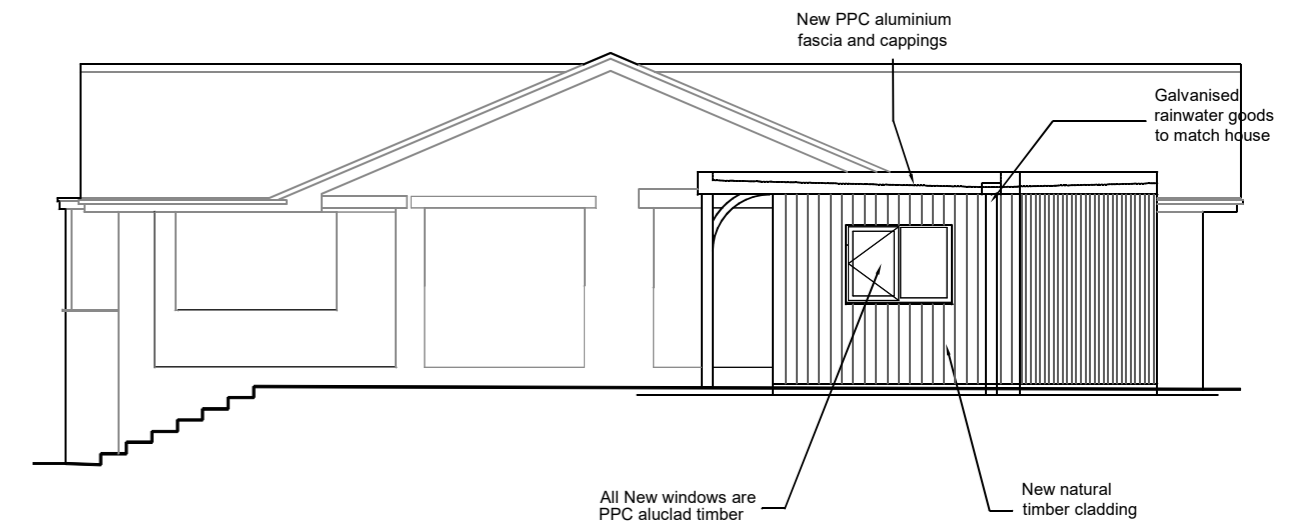 New PPC aluminium
fascia and cappings
Galvanised
rainwater goods
to match house
All New windows are
PPC aluclad timber
New natural
timber cladding